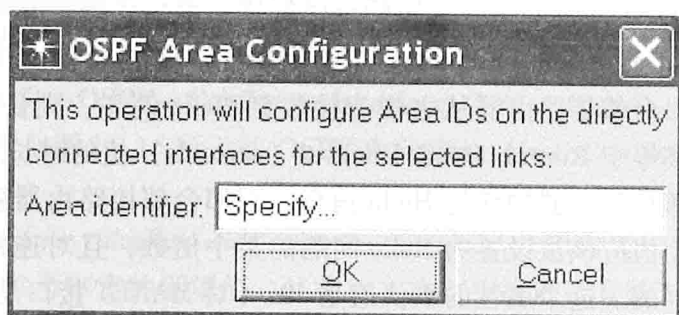 OSPF Area Configuration
This operation will configure Area IDs on the directly
connected interfaces for the selected links:
Area identifier: Specify...
OK Cancel